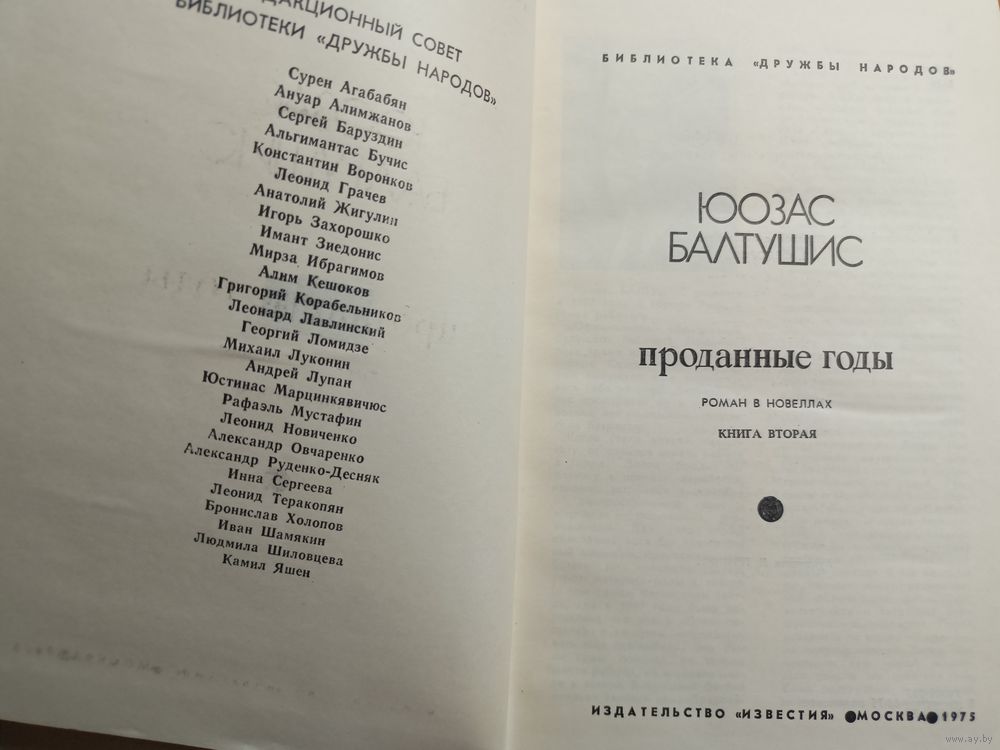 СОВЕТ
БИБЛИОТЕКИ «ДРУЖБЫ НАРОДОВ»
Сурен Агабабян
Ануар Алимжанов
Сергей Баруздин
Альгимантас Бучис
Константин Воронков
Леонид Грачев
Анатолий Жигулин
Игорь Захорошко
Имант Зиедонис
Мирза Ибрагимов
Алим Кешоков
Григорий Корабельников
Леонард Лавлинский
Георгий Ломидзе
Михаил Луконин
Андрей Лупан
Юстинас Марцинкявичюс
Рафаэль Мустафин
Леонид Новиченко
Александр Овчаренко
Александр Руденко-Десняк
Инна Сергеева
Леонид Теракопян
Бронислав Холопов
Иван Шамякин
Людмила Шиловцева
Камил Яшен
БИБЛИОТЕКА «ДРУЖБЫ НАРОДОВ»
ЮОЗАС
БАЛТУШИС
проданные годы
РОМАН В НОВЕЛЛАХ
КНИГА ВТОРАЯ
ИЗДАТЕЛЬСТВО «ИЗВЕСТИЯ» ●МОСКВА● 1975
www.ay.by